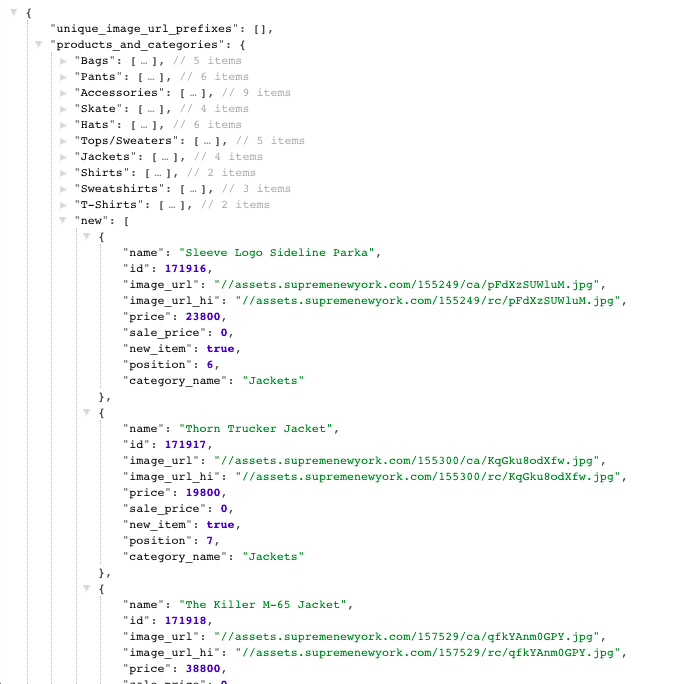 {
"unique_image_url_prefixes": [],
"products_and_categories": {
"Bags": [ … ], // 5 items
"Pants": [ … ], // 6 items
"Accessories": [ … ], // 9 items
"Skate": [ … ], // 4 items
"Hats": [ … ], // 6 items
"Tops/Sweaters": [ … ], // 5 items
"Jackets": [ … ], // 4 items
"Shirts": [ … ], // 2 items
"Sweatshirts": [ … ], // 3 items
"T-Shirts": [ … ], // 2 items
"new": [
{
"name": "Sleeve Logo Sideline Parka",
"id": 171916,
"image_url": "//assets.supremenewyork.com/155249/ca/pFdXzSUWluM.jpg",
"image_url_hi": "//assets.supremenewyork.com/155249/rc/pFdXzSUWluM.jpg",
"price": 23800,
"sale_price": 0,
"new_item": true,
"position": 6,
"category_name": "Jackets"
},
{
"name": "Thorn Trucker Jacket",
"id": 171917,
"image_url": "//assets.supremenewyork.com/155300/ca/KqGku8odXfw.jpg",
"image_url_hi": "//assets.supremenewyork.com/155300/rc/KqGku8odXfw.jpg",
"price": 19800,
"sale_price": 0,
"new_item": true,
"position": 7,
"category_name": "Jackets"
},
{
"name": "The Killer M-65 Jacket",
"id": 171918,
"image_url": "//assets.supremenewyork.com/157529/ca/qfkYAnm0GPY.jpg",
"image_url_hi": "//assets.supremenewyork.com/157529/rc/qfkYAnm0GPY.jpg",
"price": 38800,